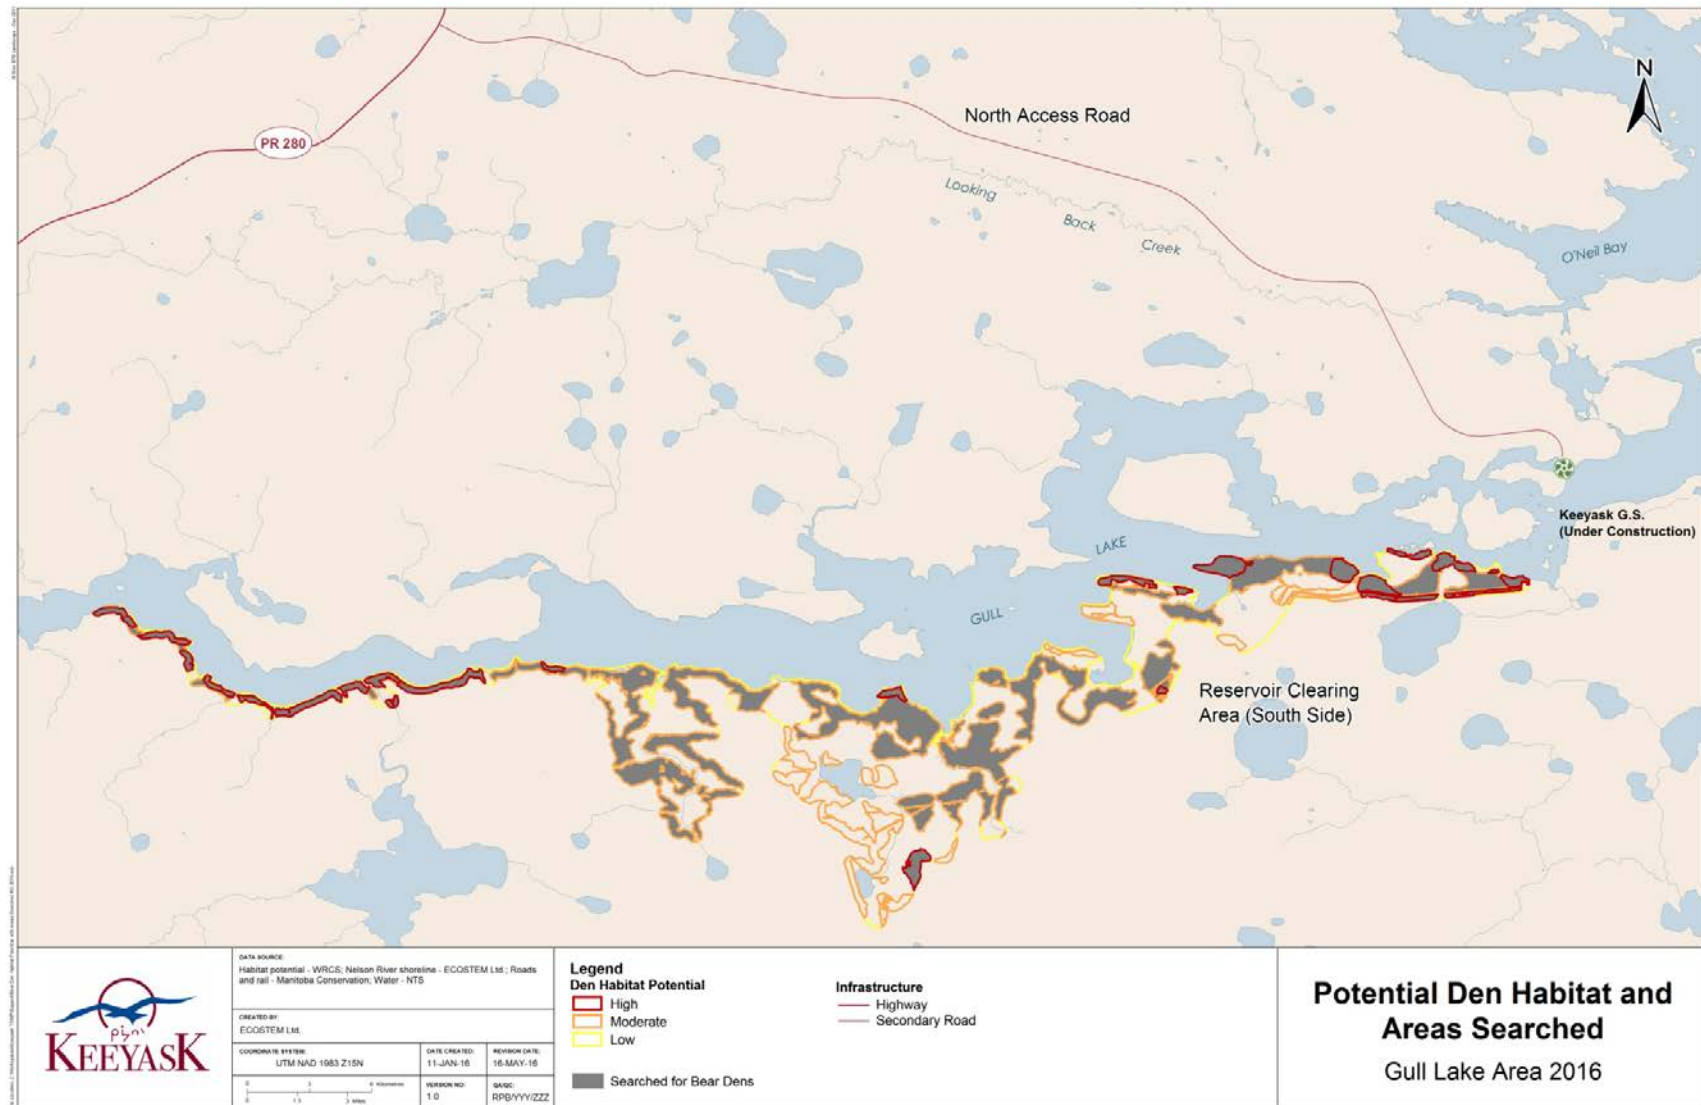 N
North Access Road
PR 280
Looking
Back
Creek
O'Neil Bay
Keeyask G.S.
(Under Construction)
LAKE
GULL
Reservoir Clearing
Area (South Side)
KEEYASK
DATA SOURCE:
Habitat potential - WRCS; Nelson River shoreline - ECOSTEM Ltd.; Roads
and rail - Manitoba Conservation; Water - NTS
CREATED BY:
ECOSTEM Ltd.
COORDINATE SYSTEM:
UTM NAD 1983 Z15N
DATE CREATED:
11-JAN-16
REVISION DATE:
16-MAY-16
VERSION NO:
1.0
QA/QC:
RPB/YYY/ZZZ
Kilometres
Miles
Legend
Den Habitat Potential
High
Moderate
Low
Searched for Bear Dens
Infrastructure
Highway
Secondary Road
Potential Den Habitat and
Areas Searched
Gull Lake Area 2016